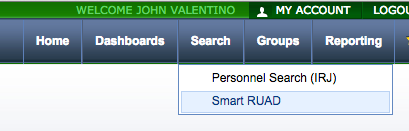 WELCOME JOHN VALENTINO MY ACCOUNT
Home Dashboards Search Groups Reporting
Personnel Search (IRJ)
Smart RUAD